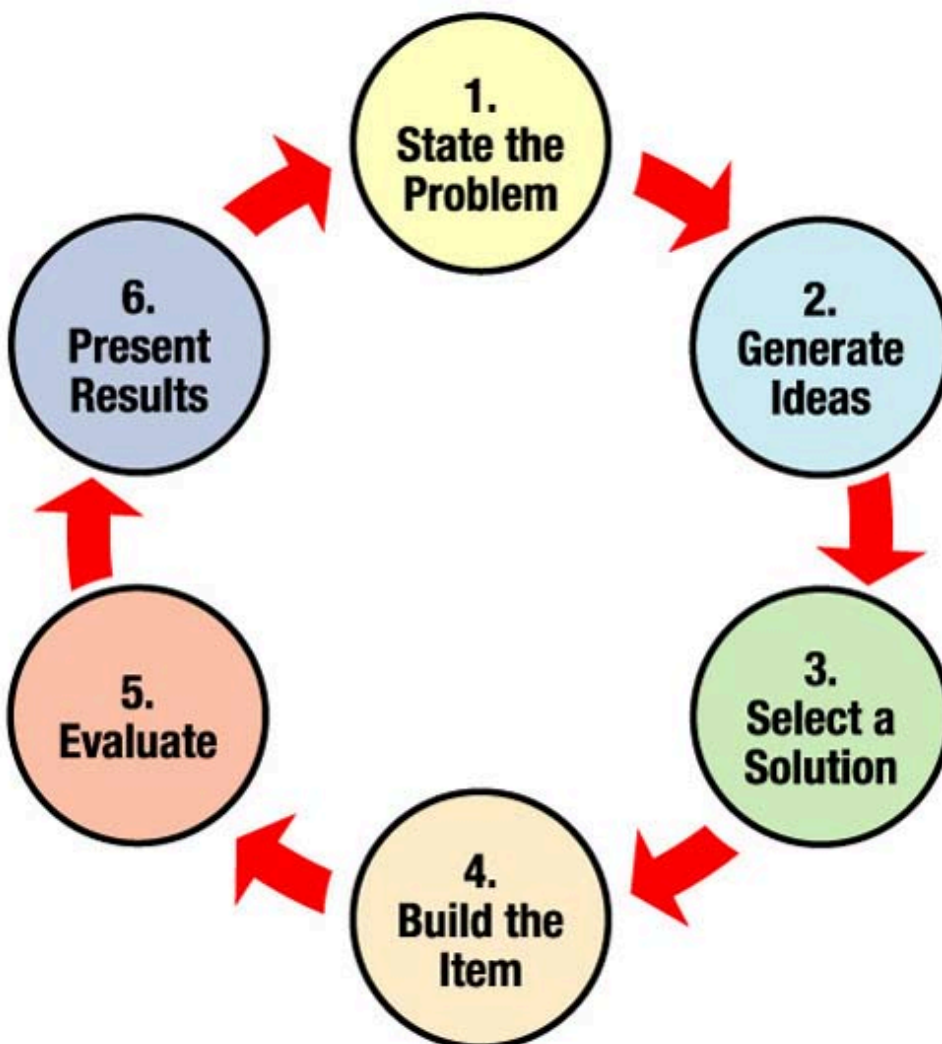 1.
State the
Problem
2.
Generate
Ideas
3.
Select a
Solution
4.
Build the
Item
5.
Evaluate
6.
Present
Results